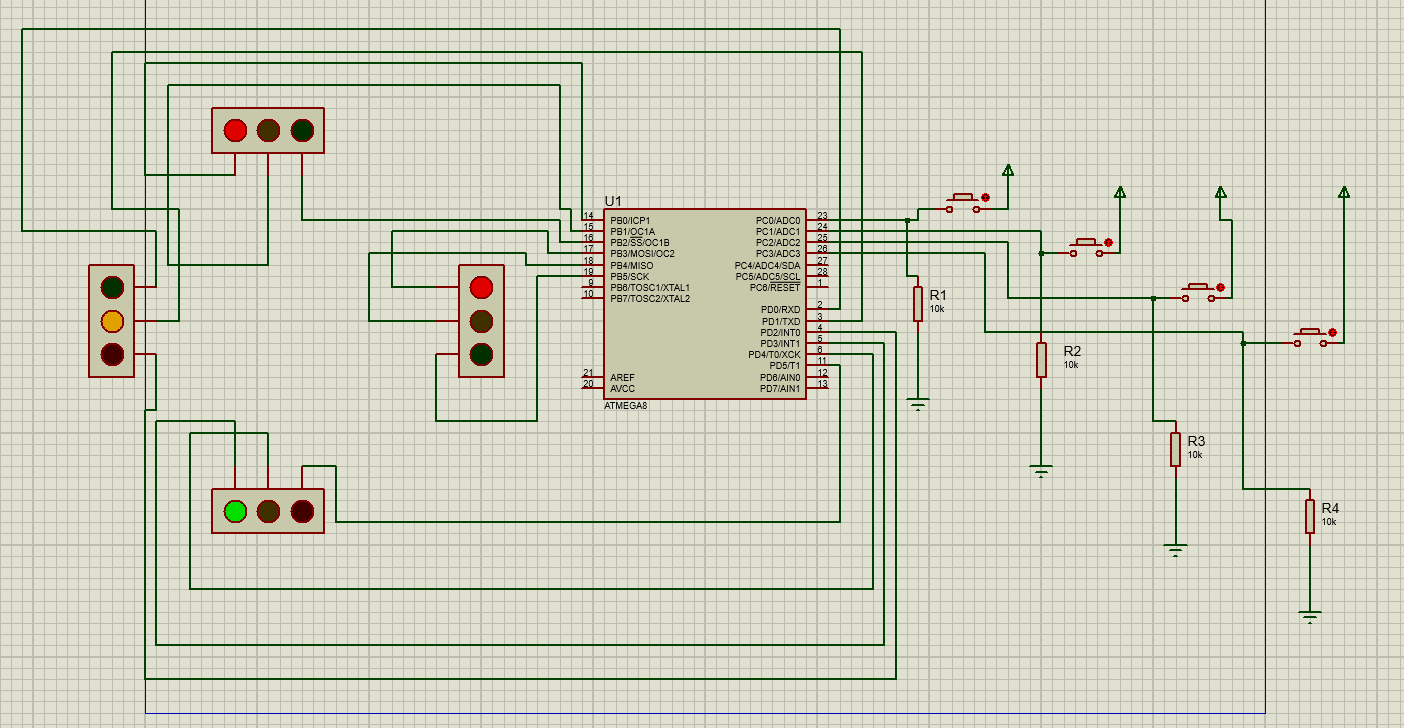 U1
14 PB0/ICP1 PC0/ADC0 23
15 PB1/OC1A PC1/ADC1 24
16 PB2/SS/OC1B PC2/ADC2 25
17 PB3/MOSI/OC2 PC3/ADC3 26
18 PB4/MISO PC4/ADC4/SDA 27
19 PB5/SCK PC5/ADC5/SCL 28
9 PB6/TOSC1/XTAL1 PC6/RESET 1
10 PB7/TOSC2/XTAL2
PD0/RXD 2
PD1/TXD 3
PD2/INT0 4
PD3/INT1 5
PD4/T0/XCK 6
PD5/T1 11
21 AREF PD6/AIN0 12
20 AVCC PD7/AIN1 13
ATMEGA8
R1
10k
R2
10k
R3
10k
R4
10k